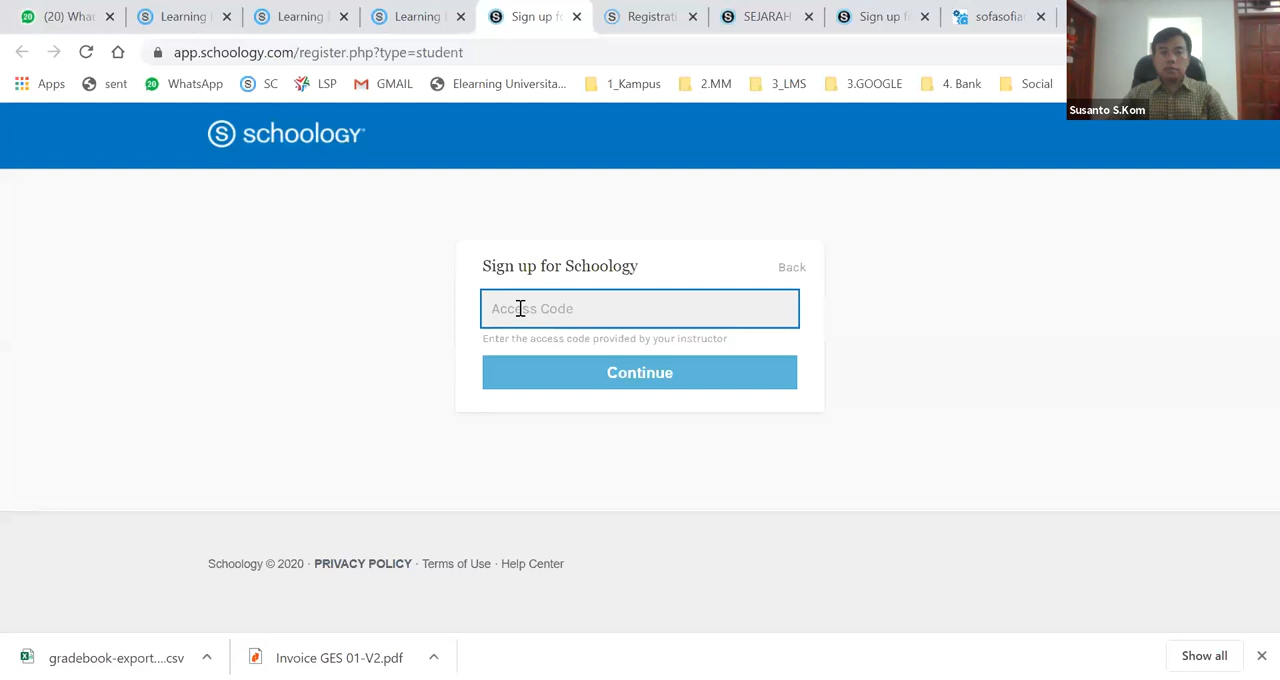 (20) Wha
Learning
Learning
Learning
Sign up fo
Registrati
SEJARAH
Sign up f
sofasofia
app.schoology.com/register.php?type=student
Apps
sent
20
WhatsApp
SC
LSP
GMAIL
Elearning Universita...
1_Kampus
2.MM
3_LMS
3.GOOGLE
4. Bank
Social
Susanto S.Kom
S schoology
Sign up for Schoology
Back
Access Code
Enter the access code provided by your instructor
Continue
Schoology © 2020 · PRIVACY POLICY · Terms of Use · Help Center
gradebook-export....csv
Invoice GES 01-V2.pdf
Show all